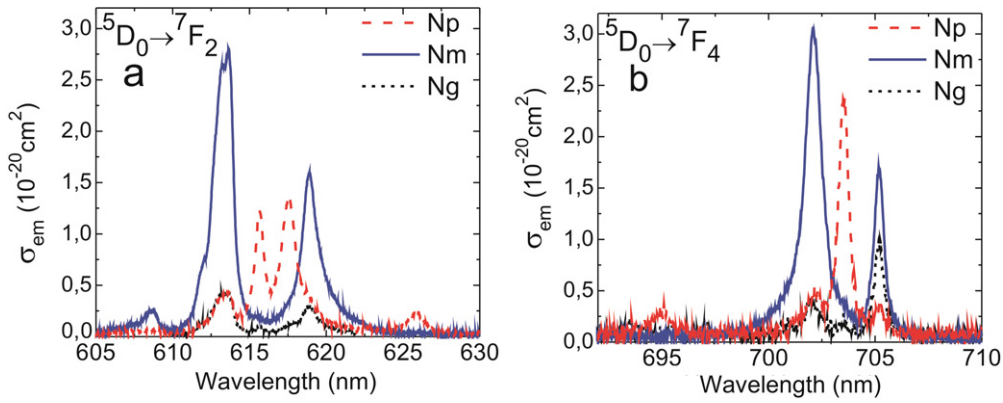 ⁵D₀→⁷F₂
a
Np
Nm
Ng
3,0
2,5
2,0
1,5
1,0
0,5
0,0
σem (10⁻²⁰cm²)
605 610 615 620 625 630
Wavelength (nm)
⁵D₀→⁷F₄
b
Np
Nm
Ng
3,0
2,5
2,0
1,5
1,0
0,5
0,0
σem (10⁻²⁰cm²)
695 700 705 710
Wavelength (nm)